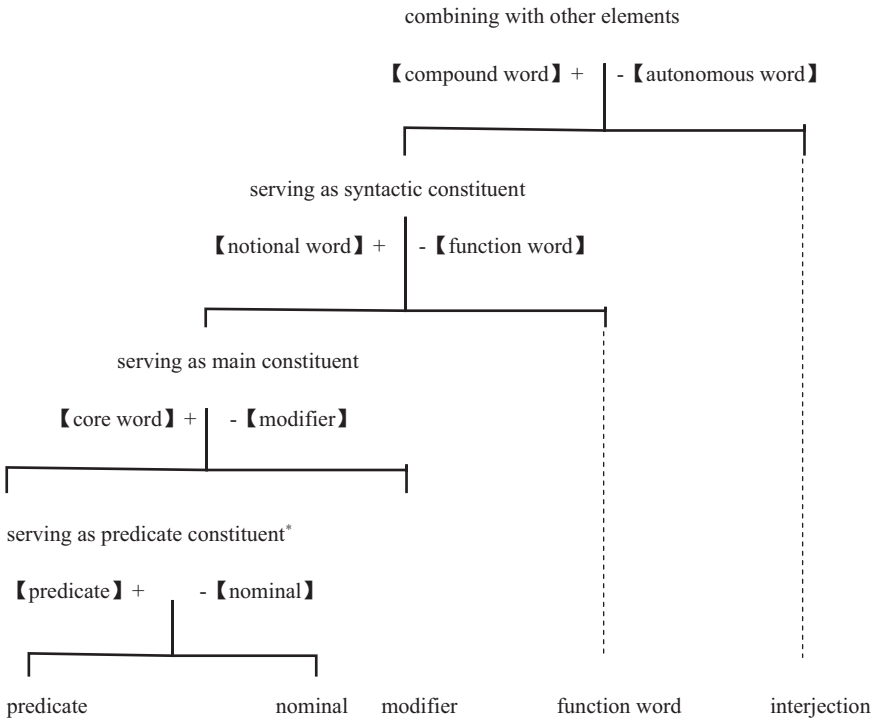 combining with other elements
【compound word】+ -【autonomous word】
serving as syntactic constituent
【notional word】+ -【function word】
serving as main constituent
【core word】+ -【modifier】
serving as predicate constituent*
【predicate】+ -【nominal】
predicate nominal modifier function word interjection